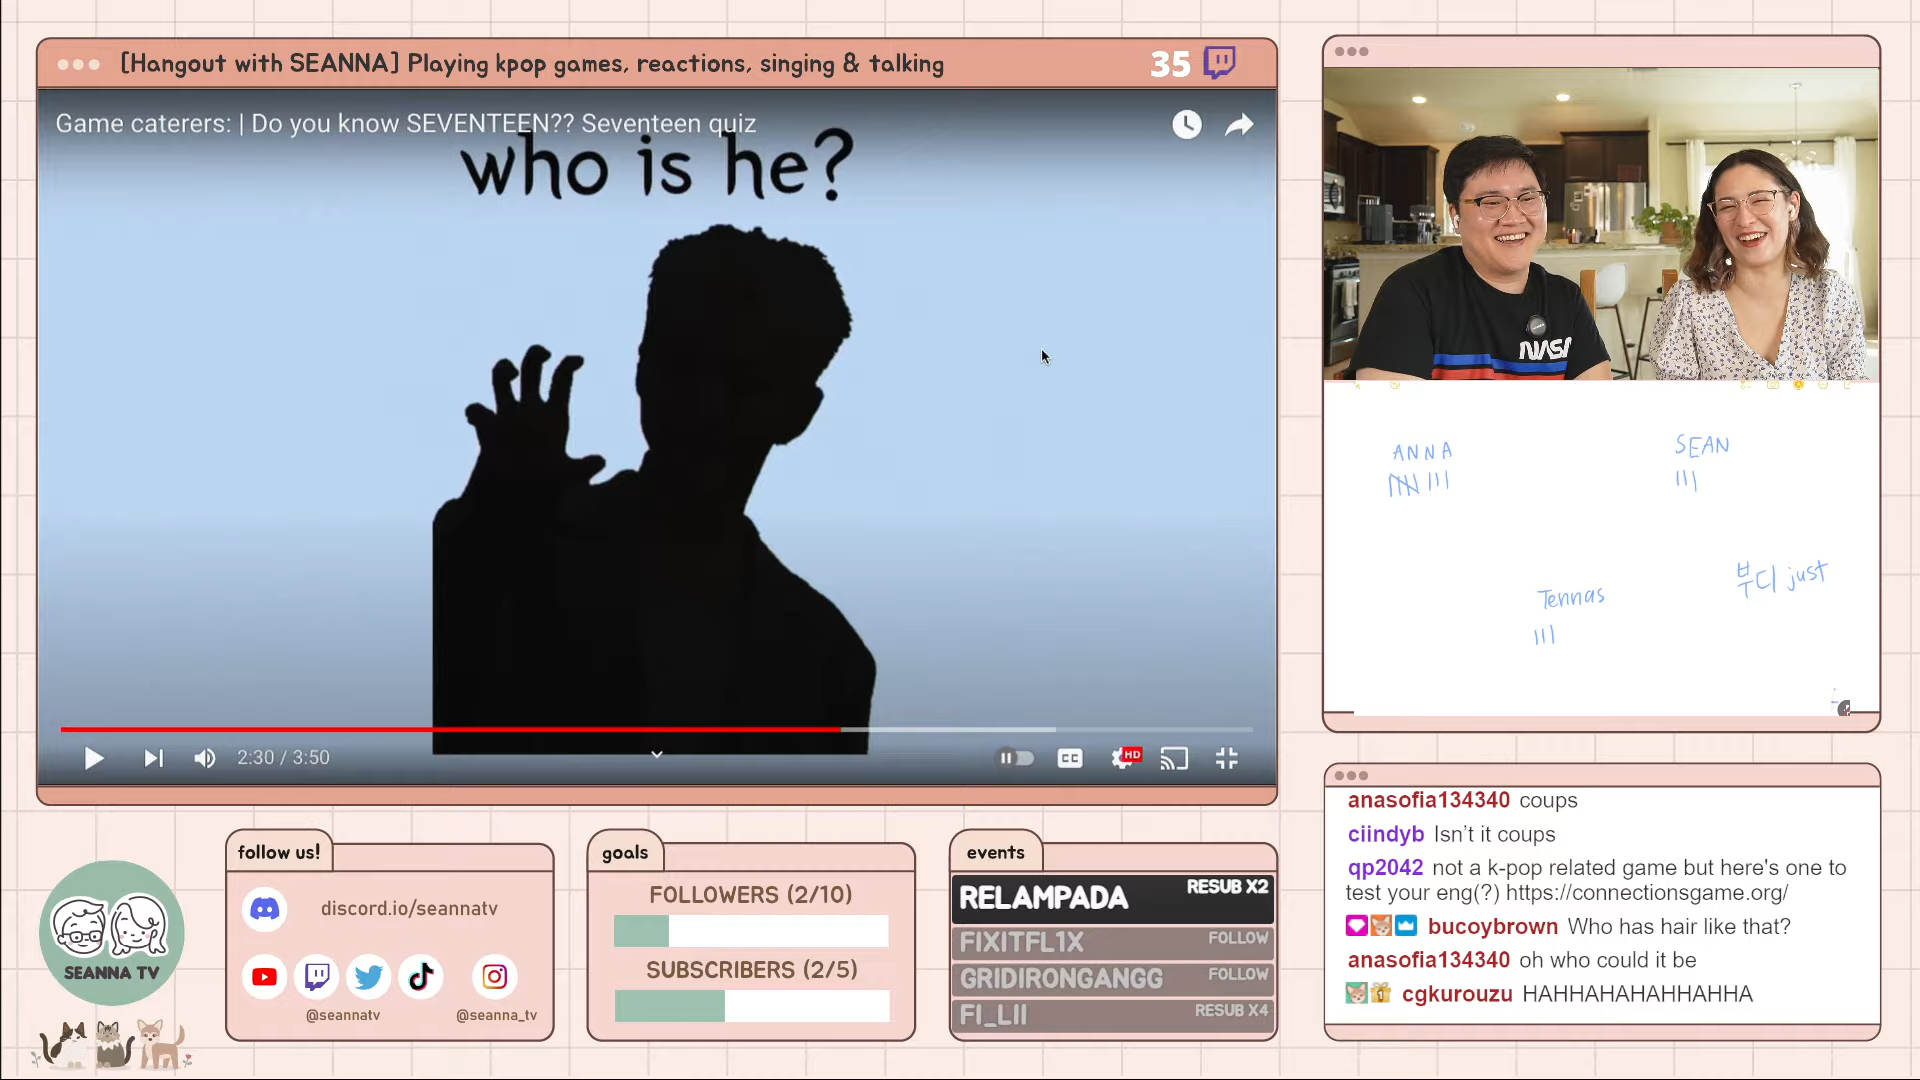 [Hangout with SEANNA] Playing kpop games, reactions, singing & talking
35
Game caterers: | Do you know SEVENTEEN?? Seventeen quiz
who is he?
2:30 / 3:50
CC
HD
NASA
ANNA
SEAN
Tennas
부디 just
anasofia134340 coups
ciindyb Isn't it coups
qp2042 not a k-pop related game but here's one to
test your eng(?) https://connectionsgame.org/
bucoybrown Who has hair like that?
anasofia134340 oh who could it be
cgkurouzu HAHHAHAHAHHAHHA
SEANNA TV
follow us!
discord.io/seannatv
@seannatv
@seanna_tv
goals
FOLLOWERS (2/10)
SUBSCRIBERS (2/5)
events
RELAMPADA RESUB X2
FIXITFL1X FOLLOW
GRIDIRONGANGG FOLLOW
FI_LII RESUB X4